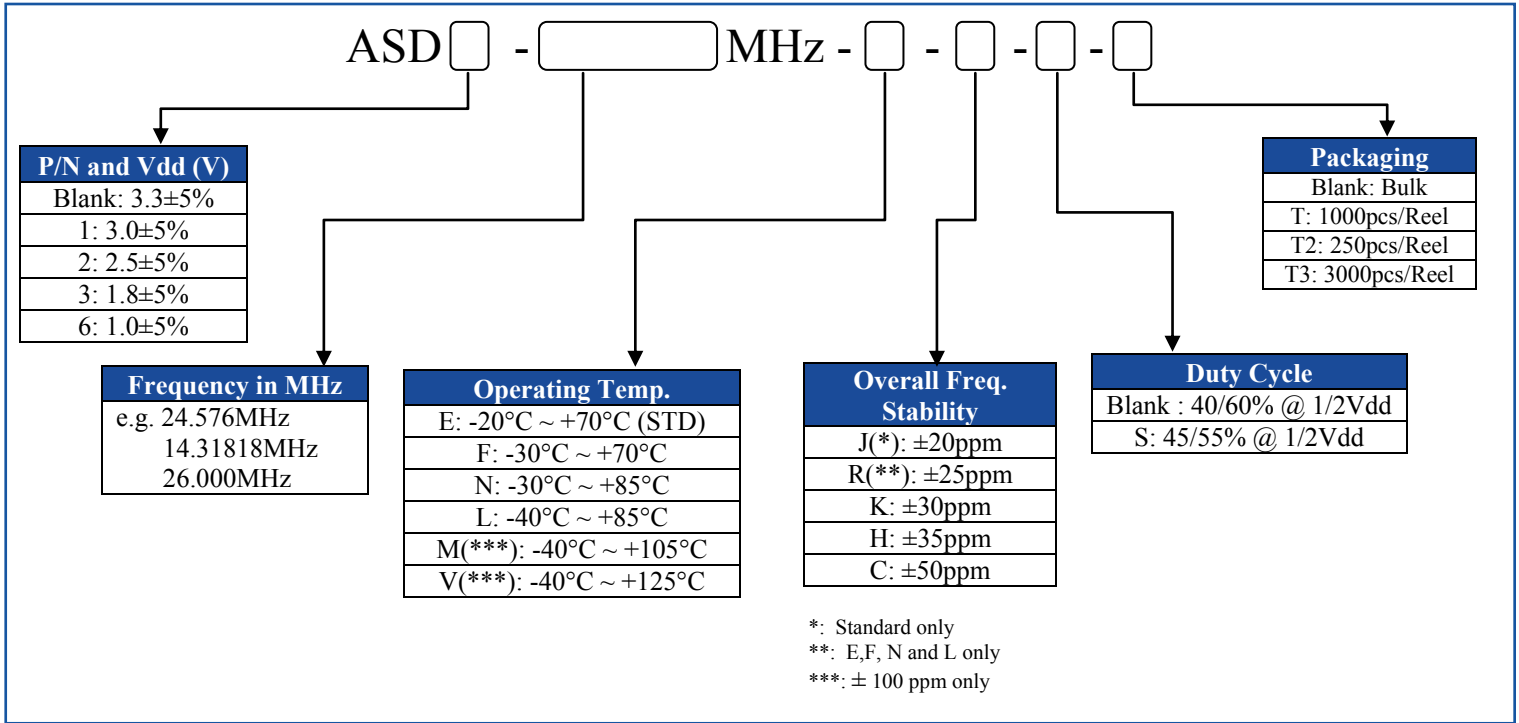 ASD - MHz - - - -
P/N and Vdd (V)
Blank: 3.3±5%
1: 3.0±5%
2: 2.5±5%
3: 1.8±5%
6: 1.0±5%
Packaging
Blank: Bulk
T: 1000pcs/Reel
T2: 250pcs/Reel
T3: 3000pcs/Reel
Frequency in MHz
e.g. 24.576MHz
14.31818MHz
26.000MHz
Operating Temp.
E: -20°C ~ +70°C (STD)
F: -30°C ~ +70°C
N: -30°C ~ +85°C
L: -40°C ~ +85°C
M(***): -40°C ~ +105°C
V(***): -40°C ~ +125°C
Overall Freq.
Stability
J(*): ±20ppm
R(**): ±25ppm
K: ±30ppm
H: ±35ppm
C: ±50ppm
Duty Cycle
Blank : 40/60% @ 1/2Vdd
S: 45/55% @ 1/2Vdd
*: Standard only
**: E,F, N and L only
***: ± 100 ppm only